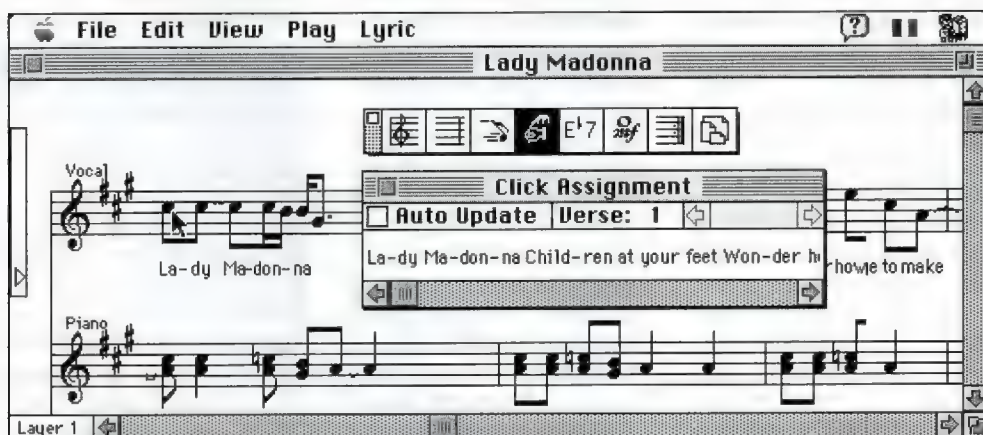 File Edit View Play Lyric
Lady Madonna
E♭7
mf
Vocal
Click Assignment
Auto Update Verse: 1
La-dy Ma-don-na Child-ren at your feet Won-der
La-dy Ma-don-na
to make
Piano
Layer 1